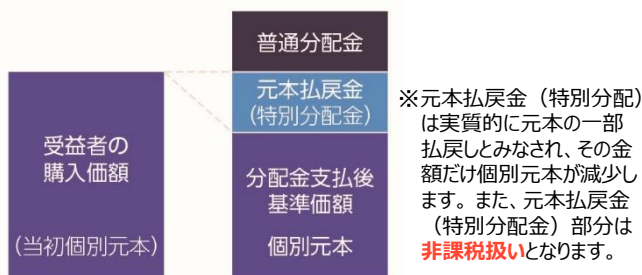 普通分配金
元本払戻金
(特別分配金)
受益者の
購入価額
(当初個別元本)
分配金支払後
基準価額
個別元本
※元本払戻金（特別分配）
は実質的に元本の一部
払戻しとみなされ、その金
額だけ個別元本が減少し
ます。また、元本払戻金
（特別分配金）部分は
非課税扱いとなります。